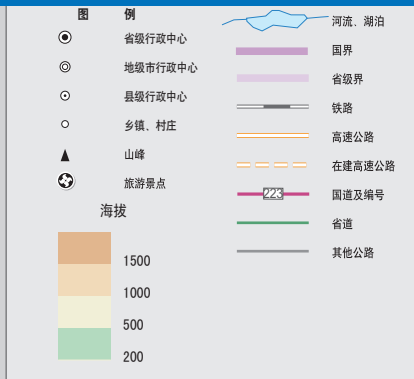 图 例
省级行政中心
地级市行政中心
县级行政中心
乡镇、村庄
山峰
旅游景点
海拔
1500
1000
500
200
河流、湖泊
国界
省级界
铁路
高速公路
在建高速公路
223
国道及编号
省道
其他公路